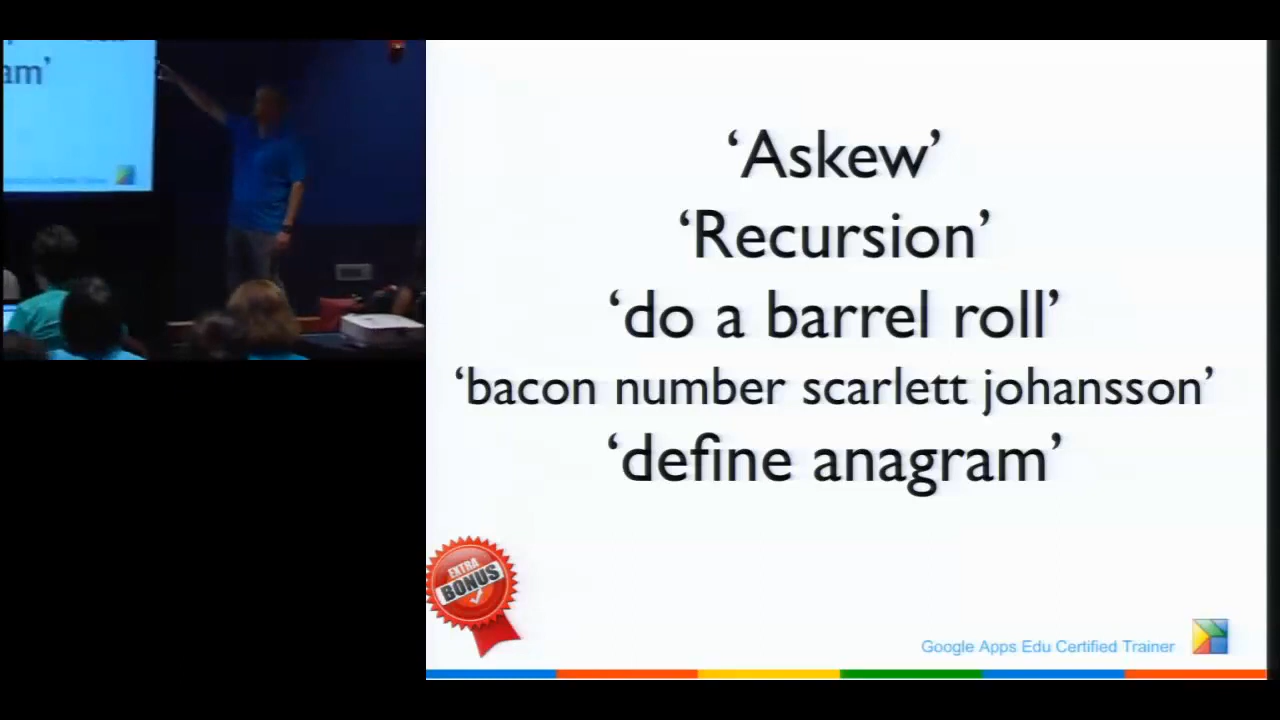 am’
‘Askew’
‘Recursion’
‘do a barrel roll’
‘bacon number scarlett johansson’
‘define anagram’
EXTRA
BONUS
Google Apps Edu Certified Trainer